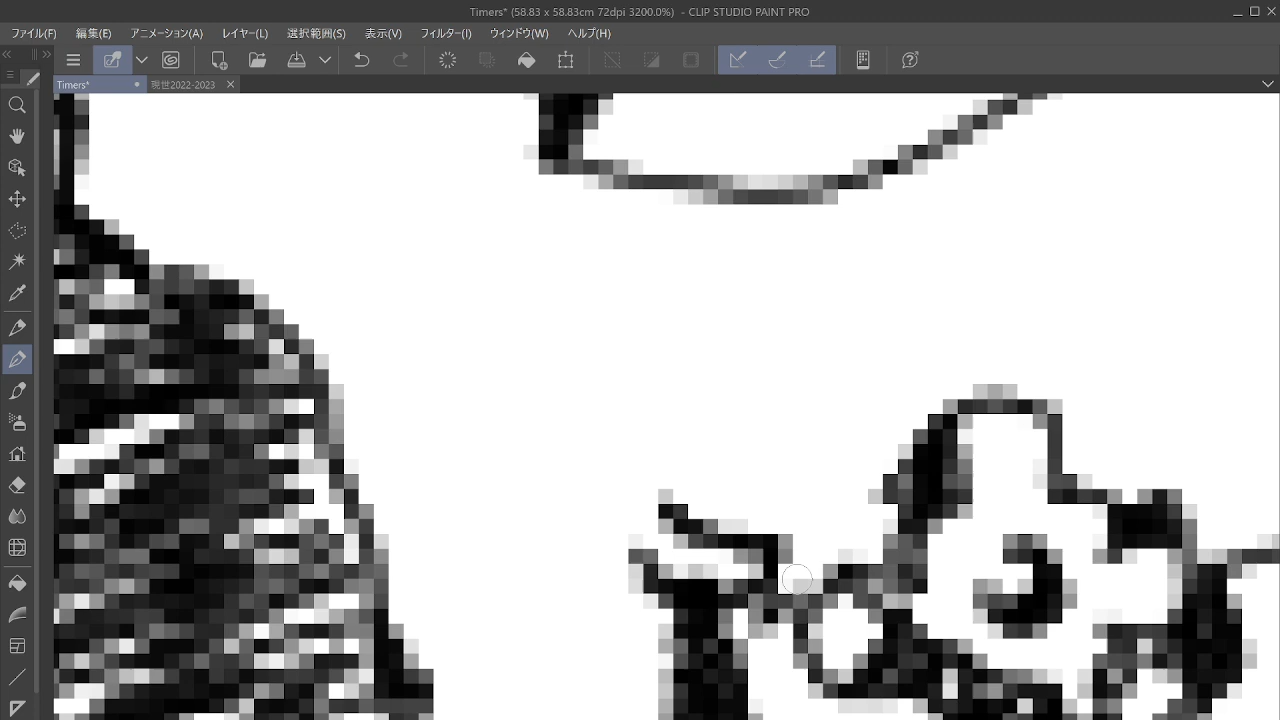 Timers* (58.83 x 58.83cm 72dpi 3200.0%) - CLIP STUDIO PAINT PRO
ファイル(F) 編集(E) アニメーション(A) レイヤー(L) 選択範囲(S) 表示(V) フィルター(I) ウィンドウ(W) ヘルプ(H)
Timers* 現世2022-2023